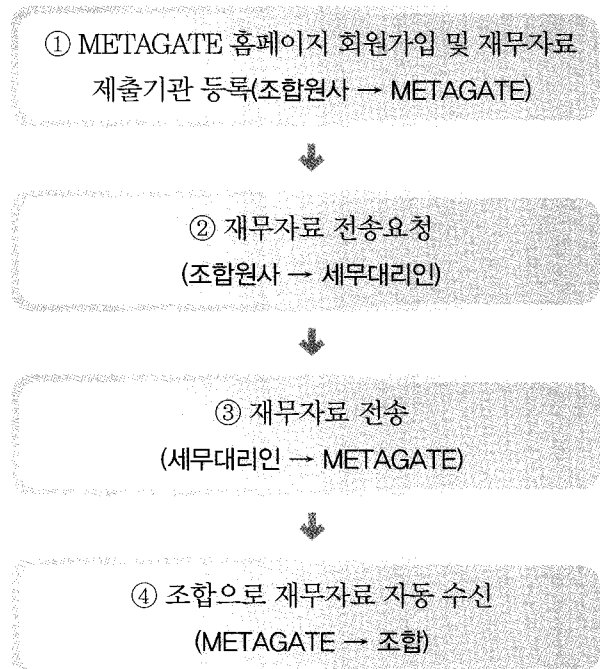 ① METAGATE 홈페이지 회원가입 및 재무자료
제출기관 등록(조합원사 → METAGATE)
② 재무자료 전송요청
(조합원사 → 세무대리인)
③ 재무자료 전송
(세무대리인 → METAGATE)
④ 조합으로 재무자료 자동 수신
(METAGATE → 조합)